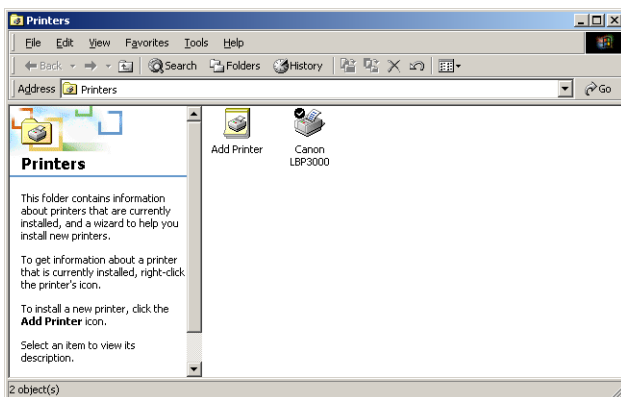 Printers
File Edit View Favorites Tools Help
Back Search Folders History
Address Printers Go
Printers
This folder contains information
about printers that are currently
installed, and a wizard to help you
install new printers.
To get information about a printer
that is currently installed, right-click
the printer's icon.
To install a new printer, click the
Add Printer icon.
Select an item to view its
description.
Add Printer
Canon
LBP3000
2 object(s)